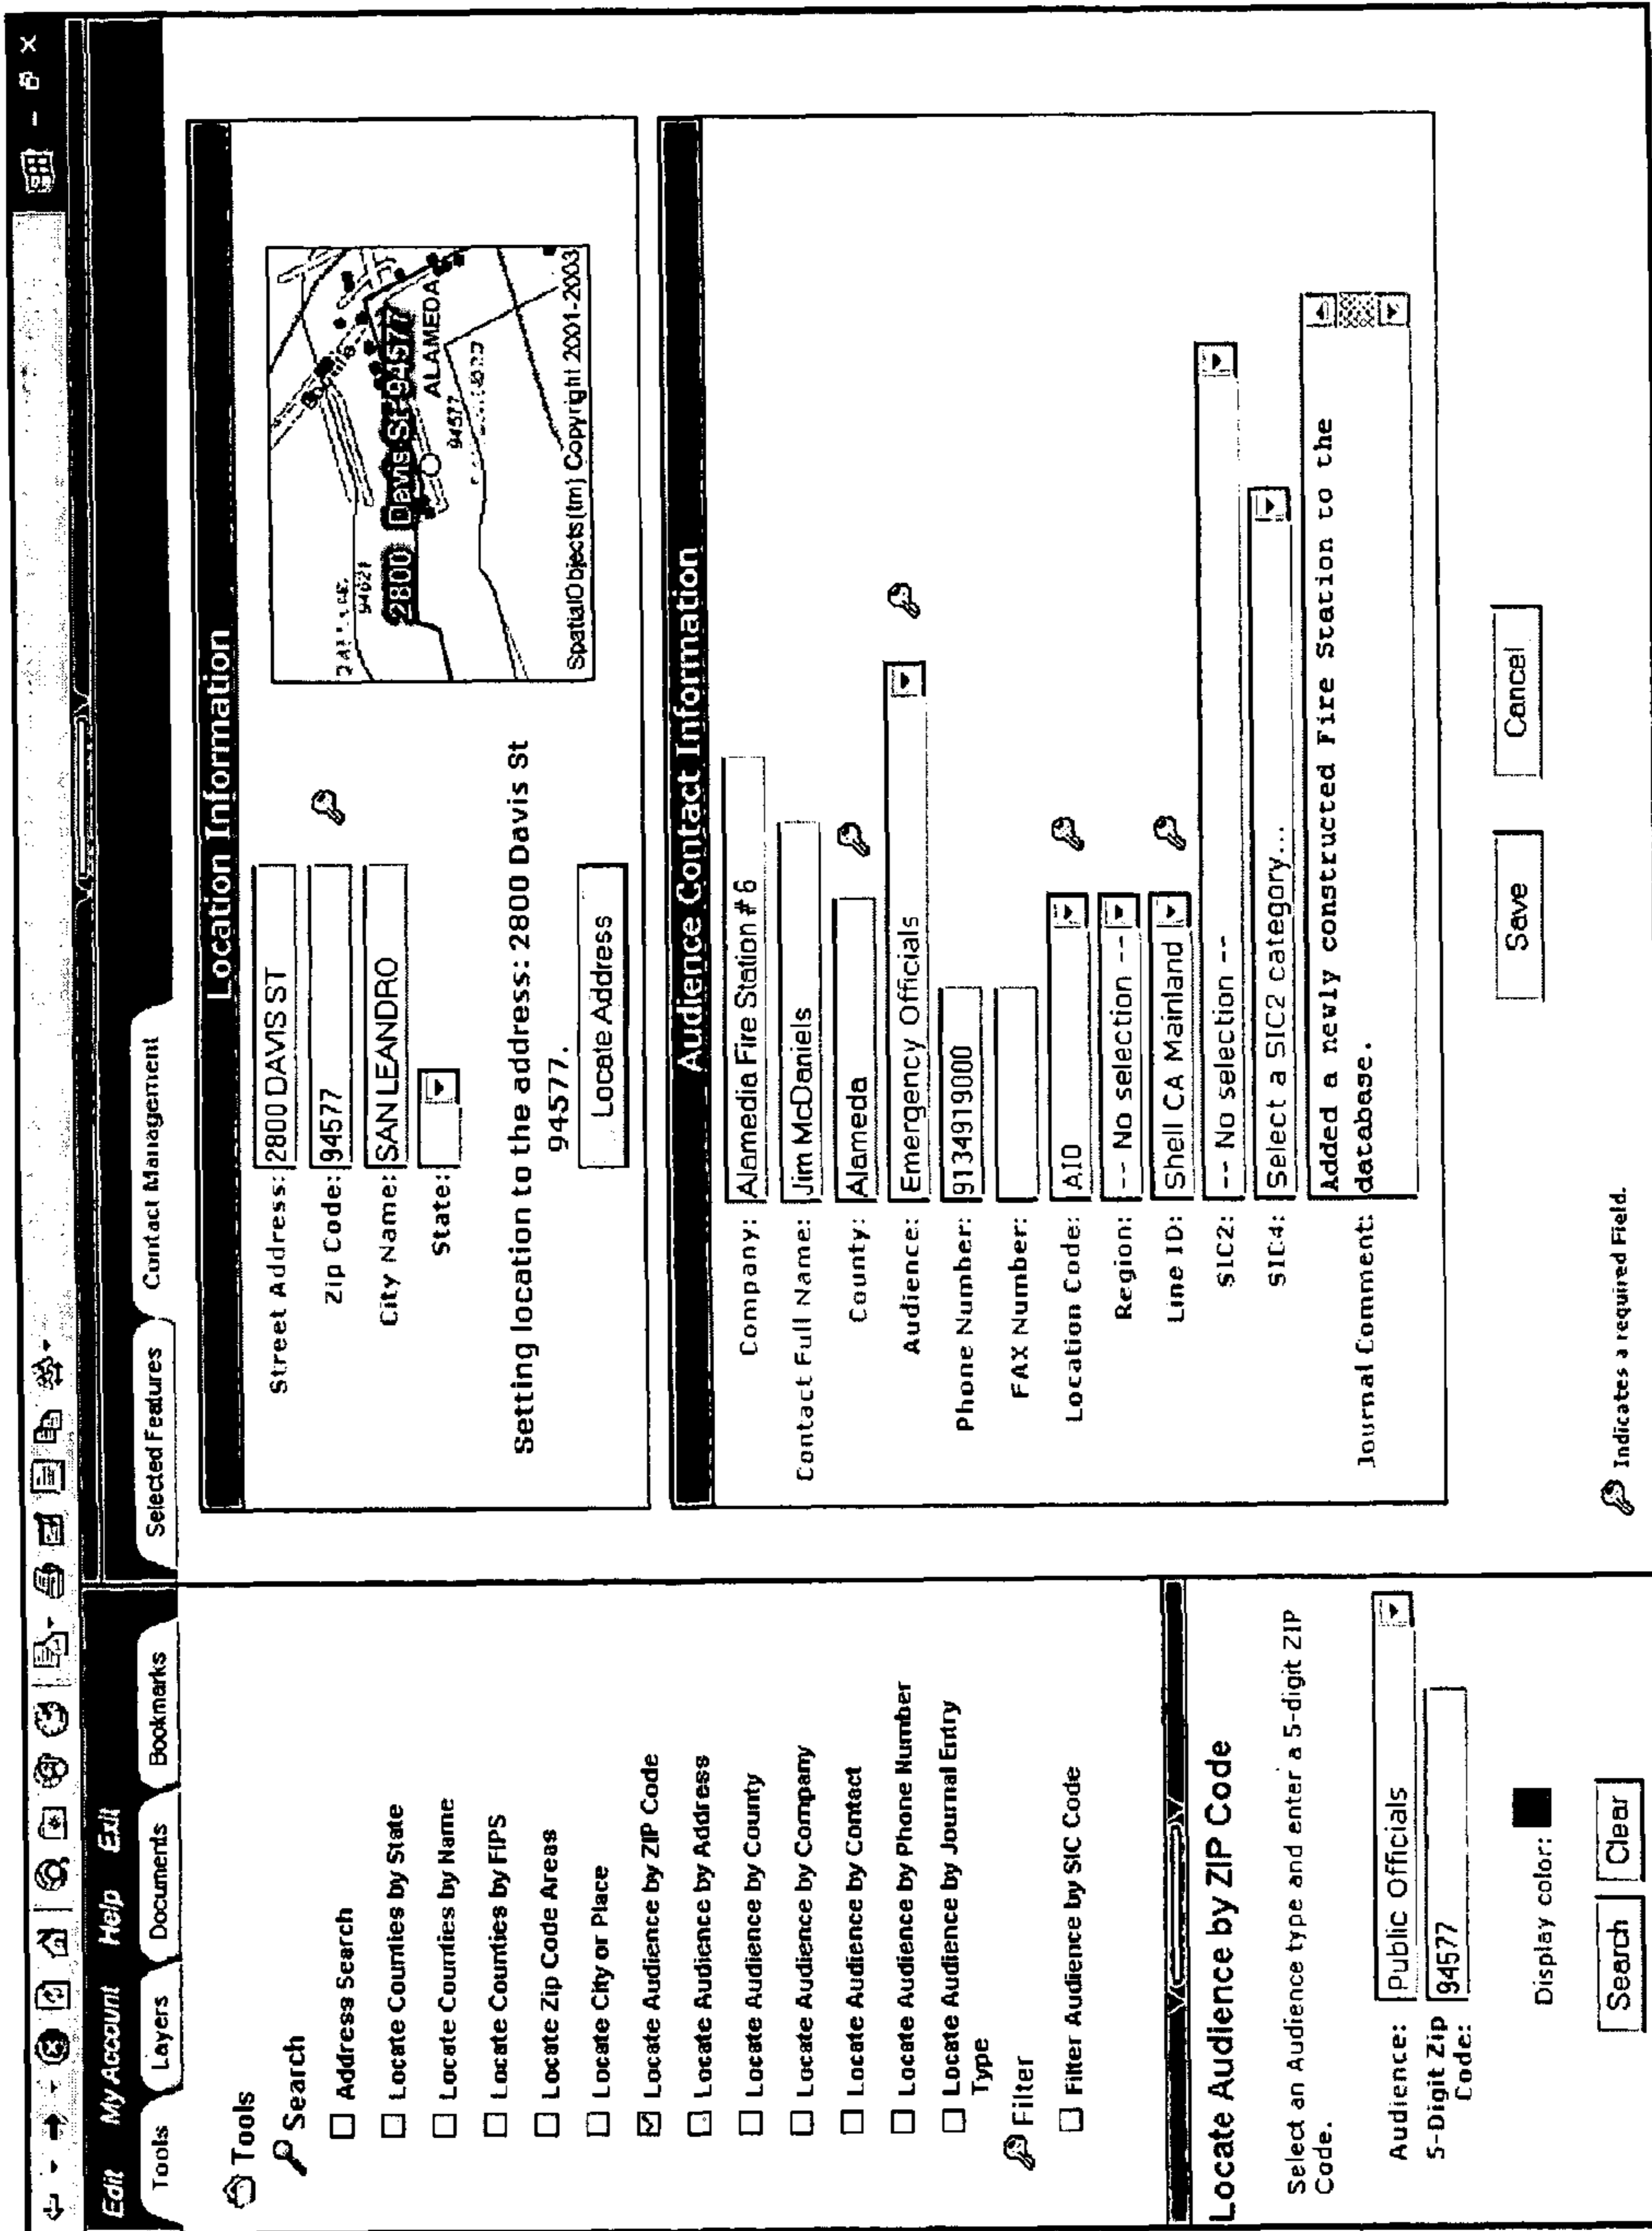 Edit My Account Help Exit
Tools Layers Documents Bookmarks
Selected Features Contact Management
Tools
Search
Address Search
Locate Counties by State
Locate Counties by Name
Locate Counties by FIPS
Locate Zip Code Areas
Locate City or Place
Locate Audience by ZIP Code
Locate Audience by Address
Locate Audience by County
Locate Audience by Company
Locate Audience by Contact
Locate Audience by Phone Number
Locate Audience by Journal Entry
Type
Filter
Filter Audience by SIC Code
Locate Audience by ZIP Code
Select an Audience type and enter a 5-digit ZIP
Code.
Audience: Public Officials
5-Digit Zip
Code: 94577
Display color:
Search Clear
Location Information
Street Address: 2800 DAVIS ST
Zip Code: 94577
City Name: SAN LEANDRO
State:
Setting location to the address: 2800 Davis St
94577.
Locate Address
94621
2800 Davis St 94577
ALAMEDA
94577
SpatialObjects(tm) Copyright 2001-2003
Audience Contact Information
Company: Alamedia Fire Station # 6
Contact Full Name: Jim McDaniels
County: Alameda
Audience: Emergency Officials
Phone Number: 9134919000
FAX Number:
Location Code: AIO
Region: -- No selection --
Line ID: Shell CA Mainland
SIC2: -- No selection --
SIC4: Select a SIC2 category...
Journal Comment: Added a newly constructed Fire Station to the
database.
Save Cancel
Indicates a required Field.